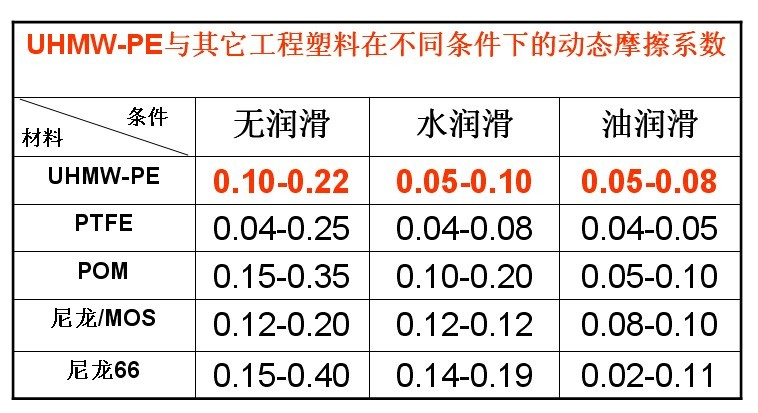 UHMW-PE与其它工程塑料在不同条件下的动态摩擦系数
条件
材料 无润滑 水润滑 油润滑
UHMW-PE 0.10-0.22 0.05-0.10 0.05-0.08
PTFE 0.04-0.25 0.04-0.08 0.04-0.05
POM 0.15-0.35 0.10-0.20 0.05-0.10
尼龙/MOS 0.12-0.20 0.12-0.12 0.08-0.10
尼龙66 0.15-0.40 0.14-0.19 0.02-0.11